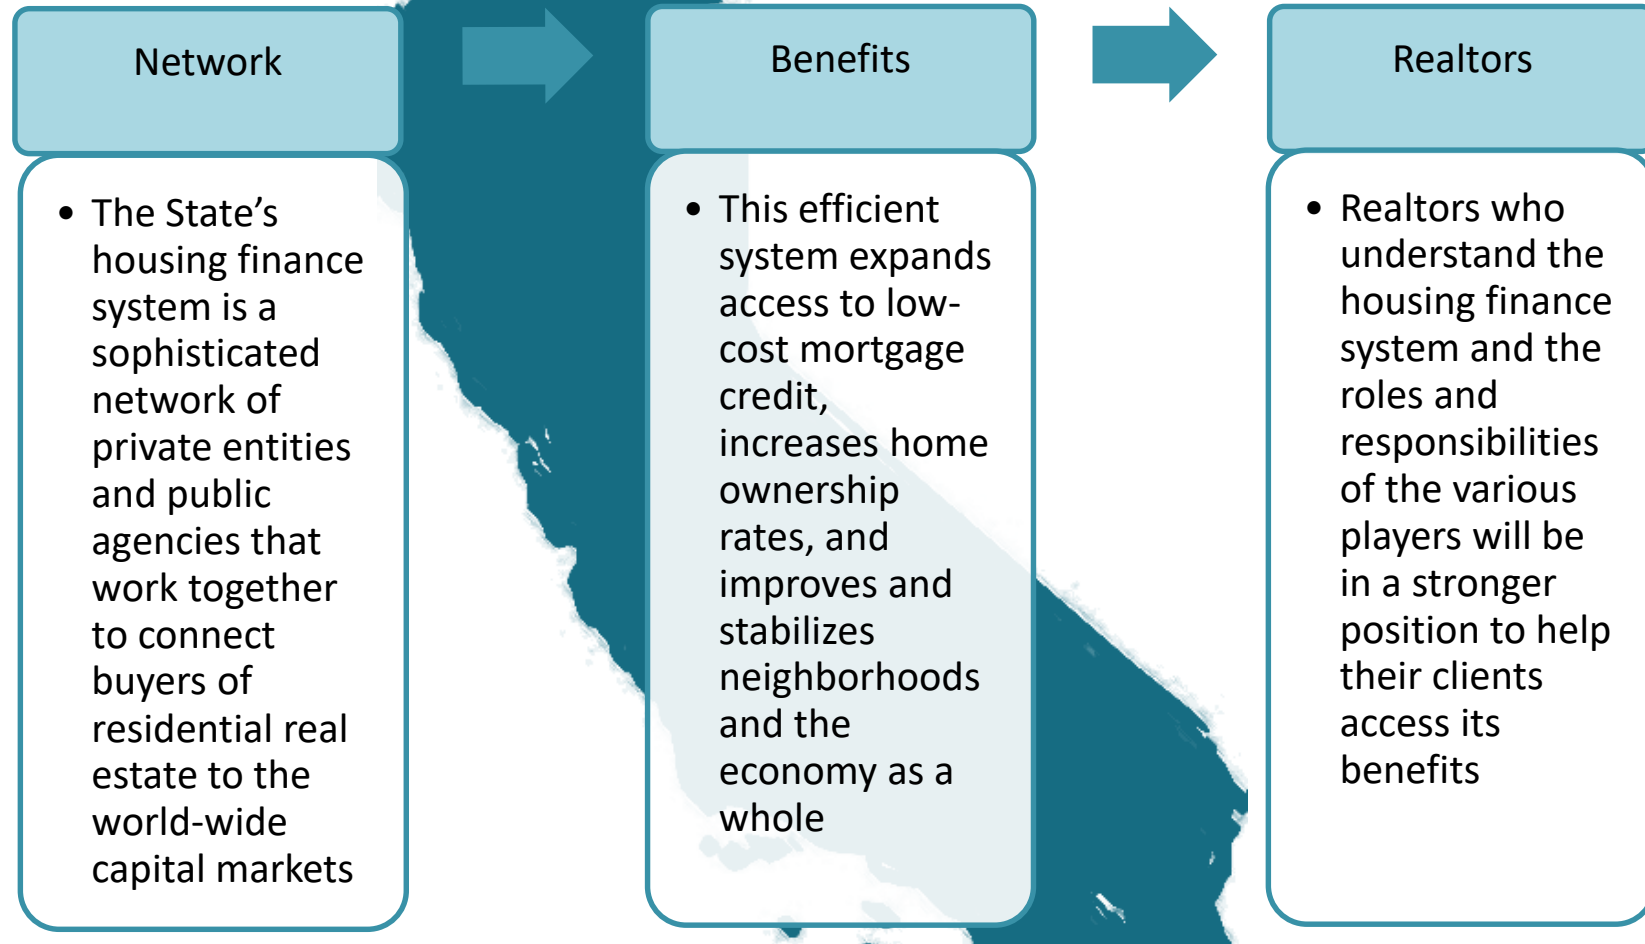 Network
• The State’s
housing finance
system is a
sophisticated
network of
private entities
and public
agencies that
work together
to connect
buyers of
residential real
estate to the
world-wide
capital markets
Benefits
• This efficient
system expands
access to low-
cost mortgage
credit,
increases home
ownership
rates, and
improves and
stabilizes
neighborhoods
and the
economy as a
whole
Realtors
• Realtors who
understand the
housing finance
system and the
roles and
responsibilities
of the various
players will be
in a stronger
position to help
their clients
access its
benefits